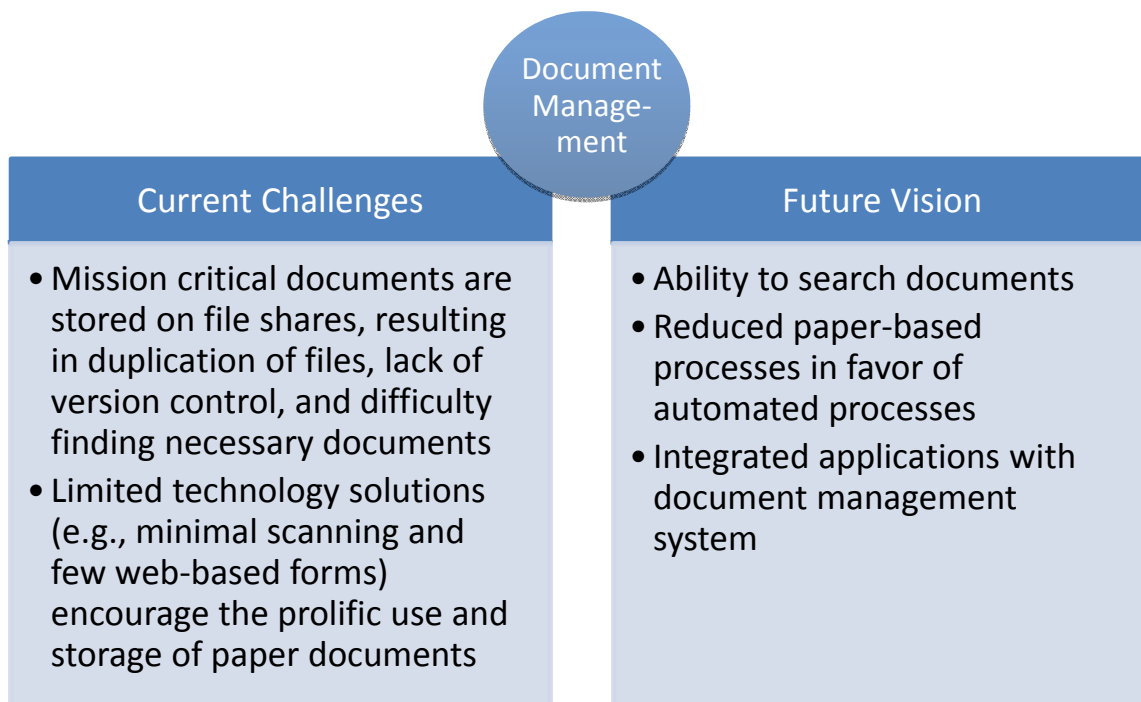 Document
Manage-
ment
Current Challenges
• Mission critical documents are
stored on file shares, resulting
in duplication of files, lack of
version control, and difficulty
finding necessary documents
• Limited technology solutions
(e.g., minimal scanning and
few web-based forms)
encourage the prolific use and
storage of paper documents
Future Vision
• Ability to search documents
• Reduced paper-based
processes in favor of
automated processes
• Integrated applications with
document management
system